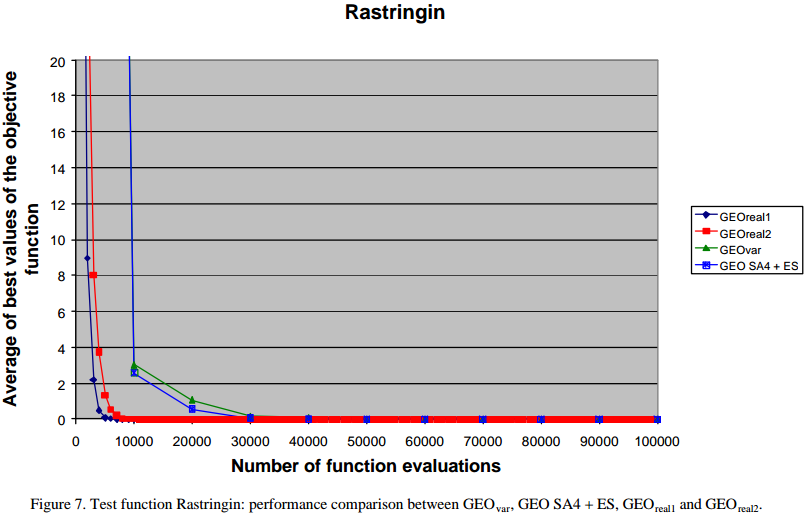 Rastringin
Average of best values of the objective
function
20
18
16
14
12
10
8
6
4
2
0
0 10000 20000 30000 40000 50000 60000 70000 80000 90000 100000
Number of function evaluations
GEOreal1
GEOreal2
GEOvar
GEO SA4 + ES
Figure 7. Test function Rastringin: performance comparison between GEOvar, GEO SA4 + ES, GEOreal1 and GEOreal2.